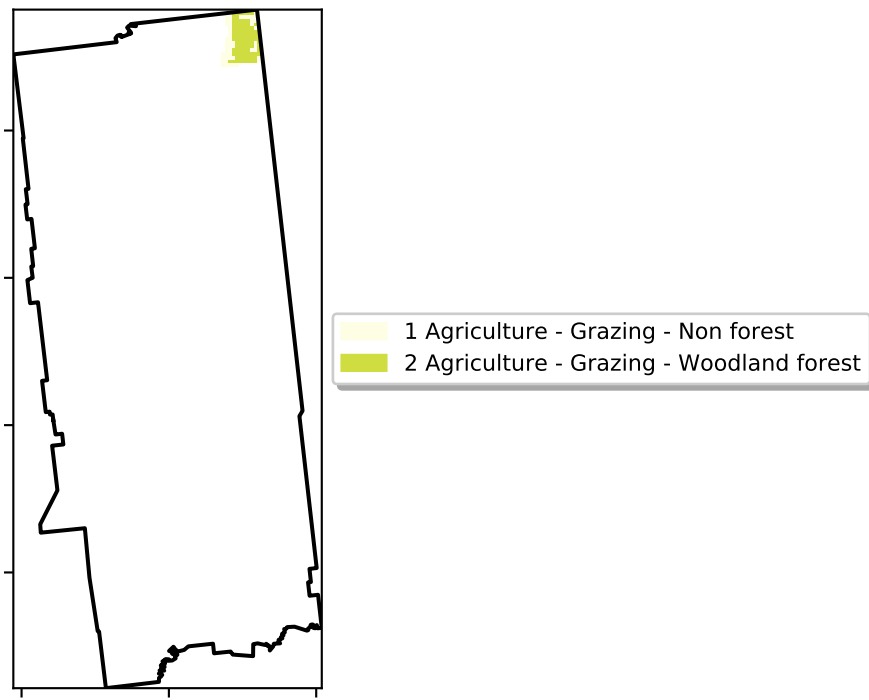 1 Agriculture - Grazing - Non forest
2 Agriculture - Grazing - Woodland forest